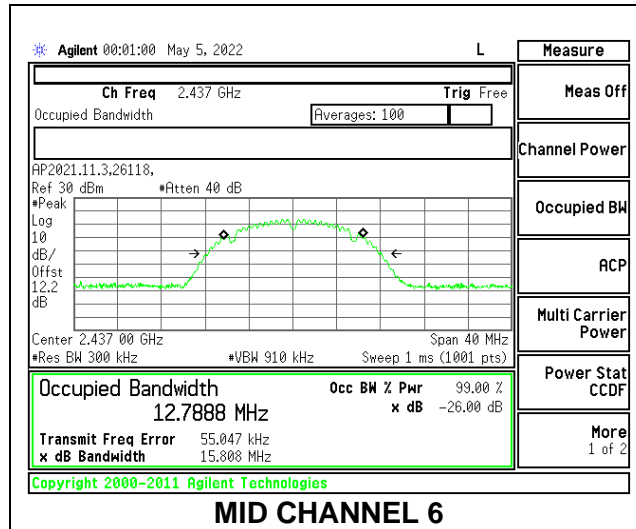 Agilent 00:01:00 May 5, 2022 L
Measure
Ch Freq 2.437 GHz Trig Free
Meas Off
Occupied Bandwidth Averages: 100
Channel Power
AP2021.11.3,26118,
Ref 30 dBm #Atten 40 dB
#Peak
Log
10
dB/
Offst
12.2
dB
Occupied BW
ACP
Center 2.437 00 GHz Span 40 MHz
#Res BW 300 kHz #VBW 910 kHz Sweep 1 ms (1001 pts)
Multi Carrier
Power
Occupied Bandwidth Occ BW % Pwr 99.00 %
12.7888 MHz x dB -26.00 dB
Power Stat
CCDF
Transmit Freq Error 55.047 kHz
x dB Bandwidth 15.808 MHz
More
1 of 2
Copyright 2000-2011 Agilent Technologies
MID CHANNEL 6